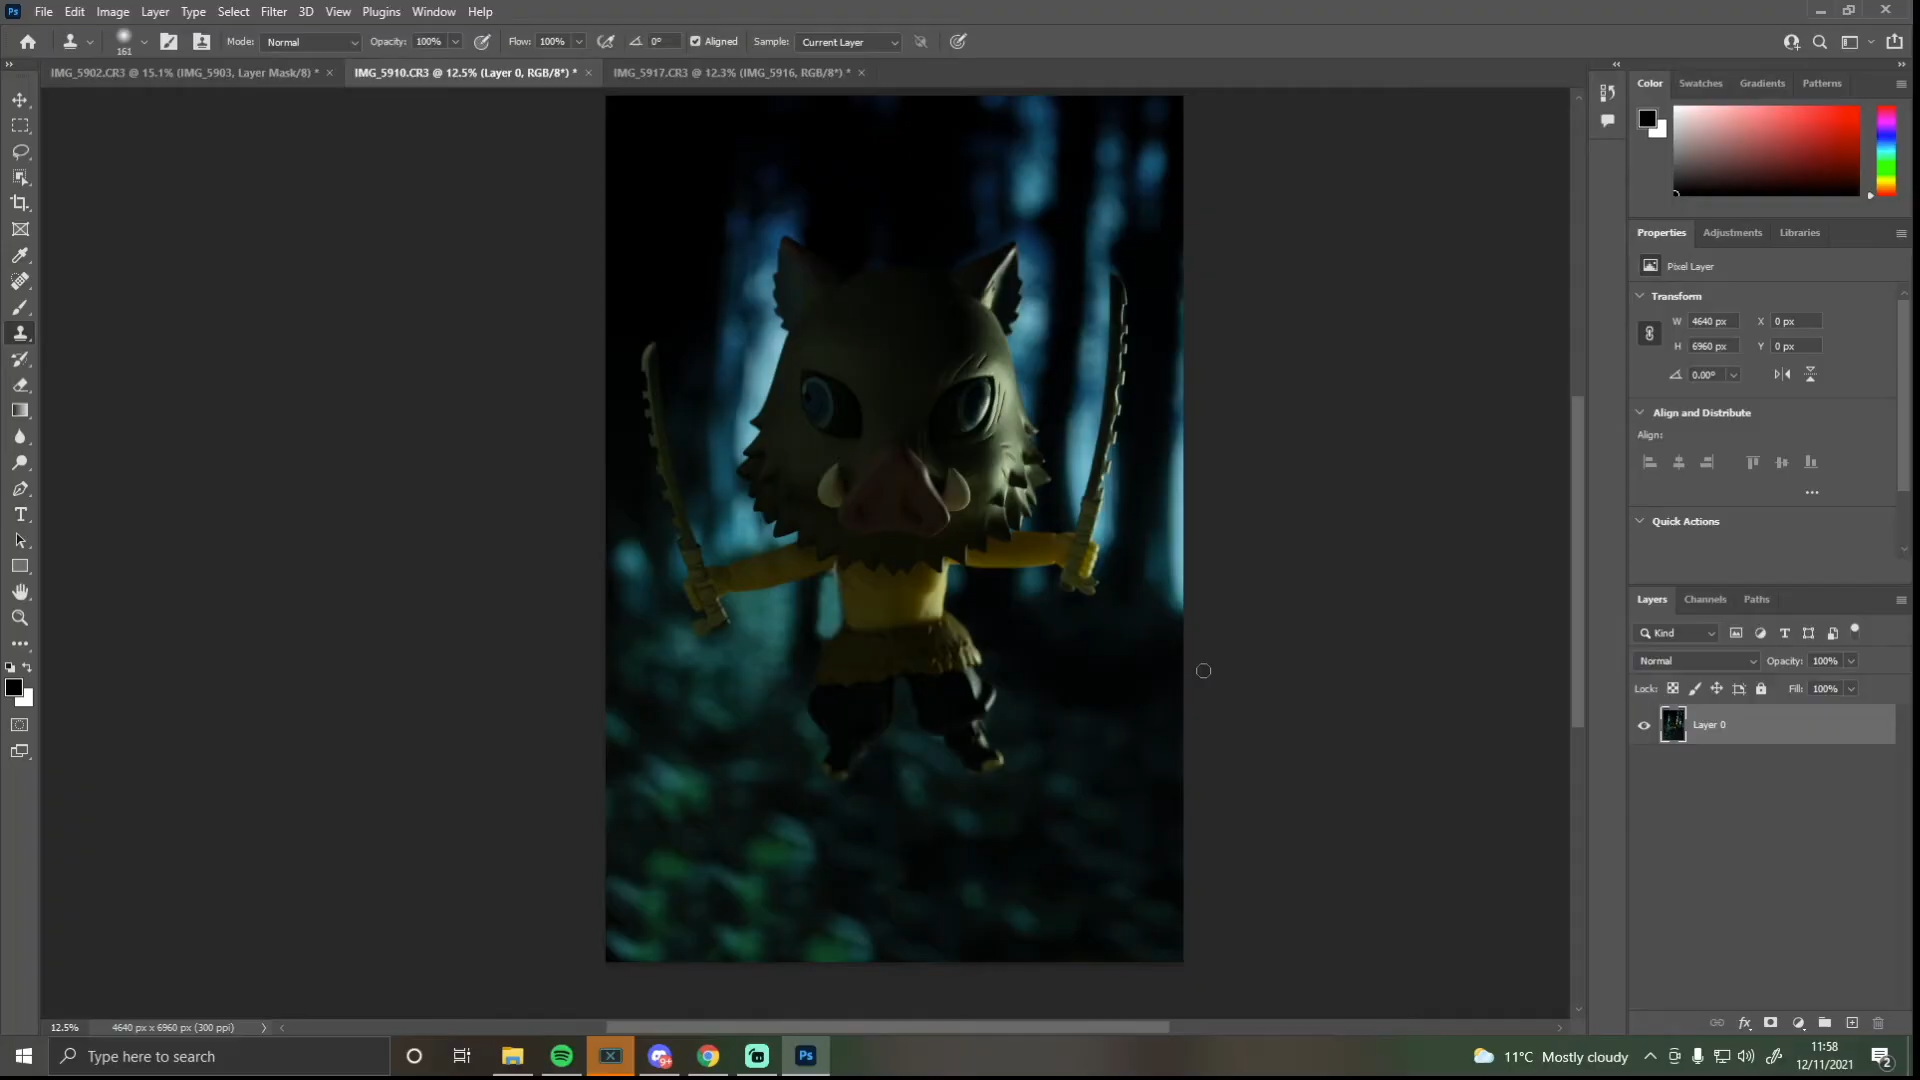 Ps File Edit Image Layer Type Select Filter 3D View Plugins Window Help
161 Mode: Normal Opacity: 100% Flow: 100% 0° Aligned Sample: Current Layer
IMG_5902.CR3 @ 15.1% (IMG_5903, Layer Mask/8) * × IMG_5910.CR3 @ 12.5% (Layer 0, RGB/8*) * × IMG_5917.CR3 @ 12.3% (IMG_5916, RGB/8*) * ×
Color Swatches Gradients Patterns
Properties Adjustments Libraries
Pixel Layer
Transform
W 4640 px X 0 px
H 6960 px Y 0 px
0.00°
Align and Distribute
Align:
Quick Actions
Layers Channels Paths
Kind
Normal Opacity: 100%
Lock: Fill: 100%
Layer 0
12.5% 4640 px x 6960 px (300 ppi)
Type here to search
9+
Ps
11°C Mostly cloudy
11:58
12/11/2021
2